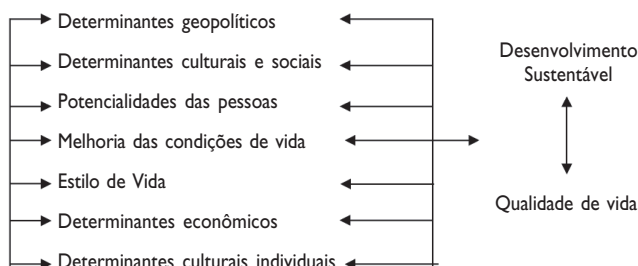 Determinantes geopolíticos
Determinantes culturais e sociais
Potencialidades das pessoas
Melhoria das condições de vida
Estilo de Vida
Determinantes econômicos
Determinantes culturais individuais
Desenvolvimento
Sustentável
Qualidade de vida